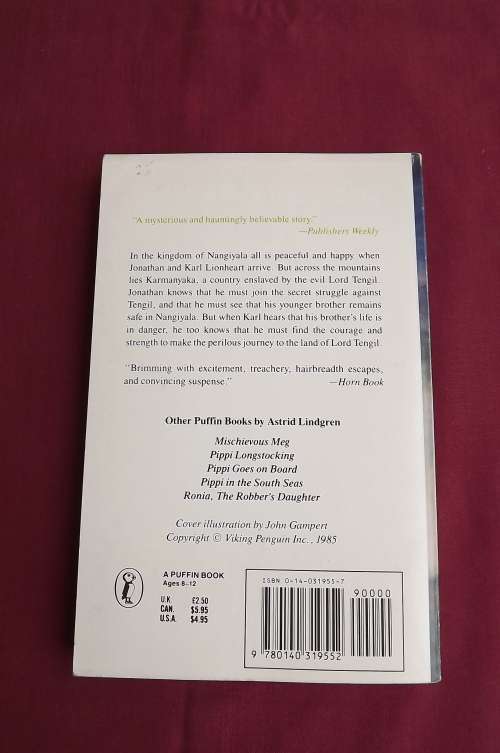 "A mysterious and hauntingly believable story."
—Publishers Weekly
In the kingdom of Nangiyala all is peaceful and happy when
Jonathan and Karl Lionheart arrive. But across the mountains
lies Karmanyaka, a country enslaved by the evil Lord Tengil.
Jonathan knows that he must join the secret struggle against
Tengil, and that he must see that his younger brother remains
safe in Nangiyala. But when Karl hears that his brother's life is
in danger, he too knows that he must find the courage and
strength to make the perilous journey to the land of Lord Tengil.
"Brimming with excitement, treachery, hairbreadth escapes,
and convincing suspense." —Horn Book
Other Puffin Books by Astrid Lindgren
Mischievous Meg
Pippi Longstocking
Pippi Goes on Board
Pippi in the South Seas
Ronia, The Robber's Daughter
Cover illustration by John Gampert
Copyright © Viking Penguin Inc., 1985
A PUFFIN BOOK
Ages 8-12
U.K. £2.50
CAN. $5.95
U.S.A. $4.95
ISBN 0-14-031955-7
90000
9 780140 319552